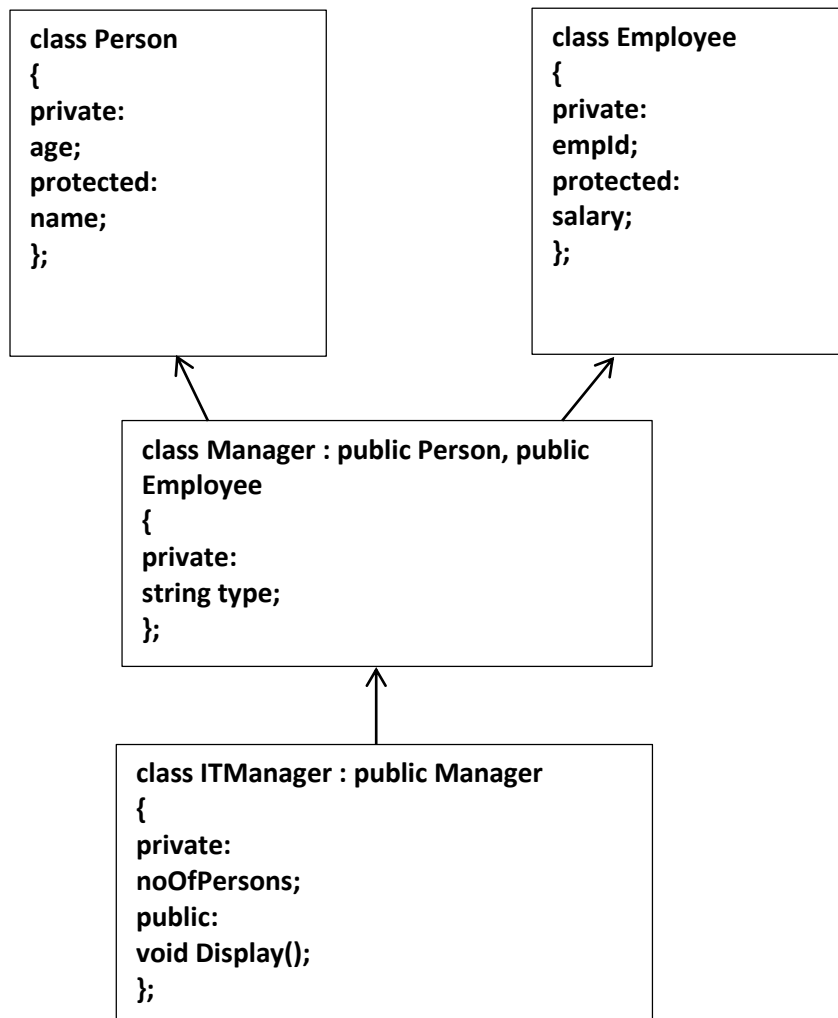 class Person
{
private:
age;
protected:
name;
};
class Employee
{
private:
empId;
protected:
salary;
};
class Manager : public Person, public
Employee
{
private:
string type;
};
class ITManager : public Manager
{
private:
noOfPersons;
public:
void Display();
};